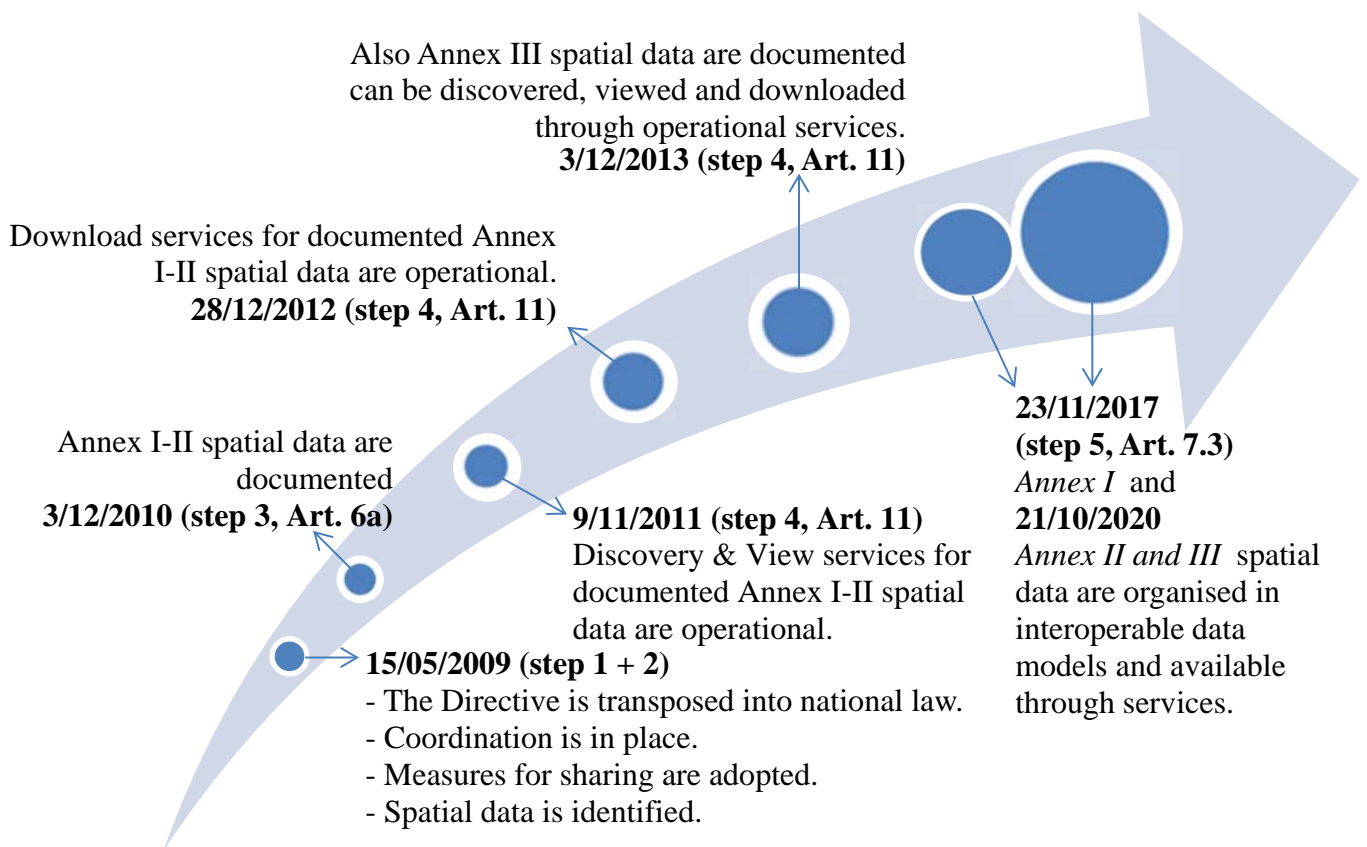 Also Annex III spatial data are documented
can be discovered, viewed and downloaded
through operational services.
3/12/2013 (step 4, Art. 11)
Download services for documented Annex
I-II spatial data are operational.
28/12/2012 (step 4, Art. 11)
Annex I-II spatial data are
documented
3/12/2010 (step 3, Art. 6a)
23/11/2017
(step 5, Art. 7.3)
Annex I and
21/10/2020
Annex II and III spatial
data are organised in
interoperable data
models and available
through services.
9/11/2011 (step 4, Art. 11)
Discovery & View services for
documented Annex I-II spatial
data are operational.
15/05/2009 (step 1 + 2)
- The Directive is transposed into national law.
- Coordination is in place.
- Measures for sharing are adopted.
- Spatial data is identified.